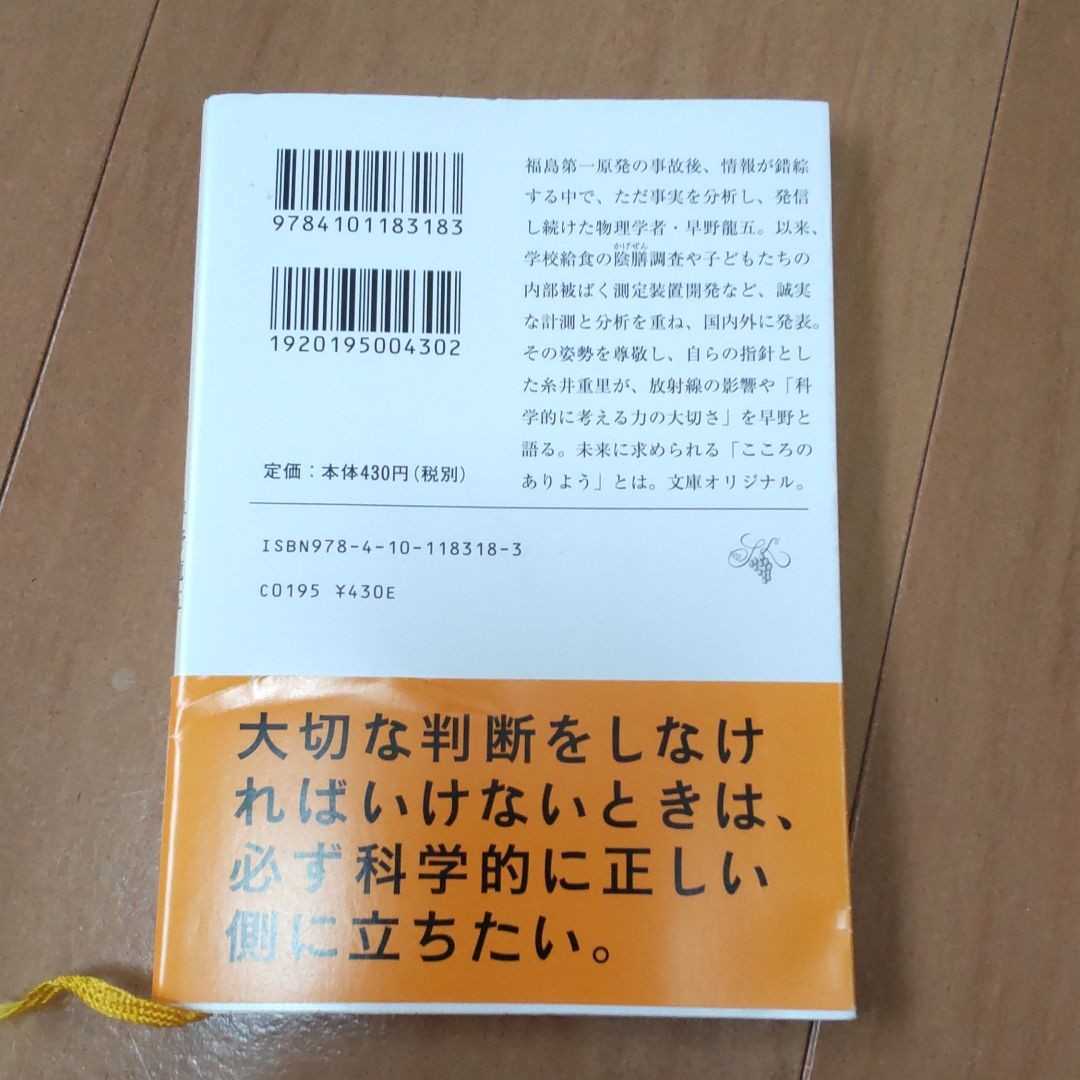 9784101183183
1920195004302
定価：本体430円（税別）
福島第一原発の事故後、情報が錯綜
する中で、ただ事実を分析し、発信
し続けた物理学者・早野龍五。以来、
かげぜん
学校給食の陰膳調査や子どもたちの
内部被ばく測定装置開発など、誠実
な計測と分析を重ね、国内外に発表。
その姿勢を尊敬し、自らの指針とし
た糸井重里が、放射線の影響や「科
学的に考える力の大切さ」を早野と
語る。未来に求められる「こころの
ありよう」とは。文庫オリジナル。
ISBN978-4-10-118318-3
C0195 ¥430E
大切な判断をしなけ
ればいけないときは、
必ず科学的に正しい
側に立ちたい。